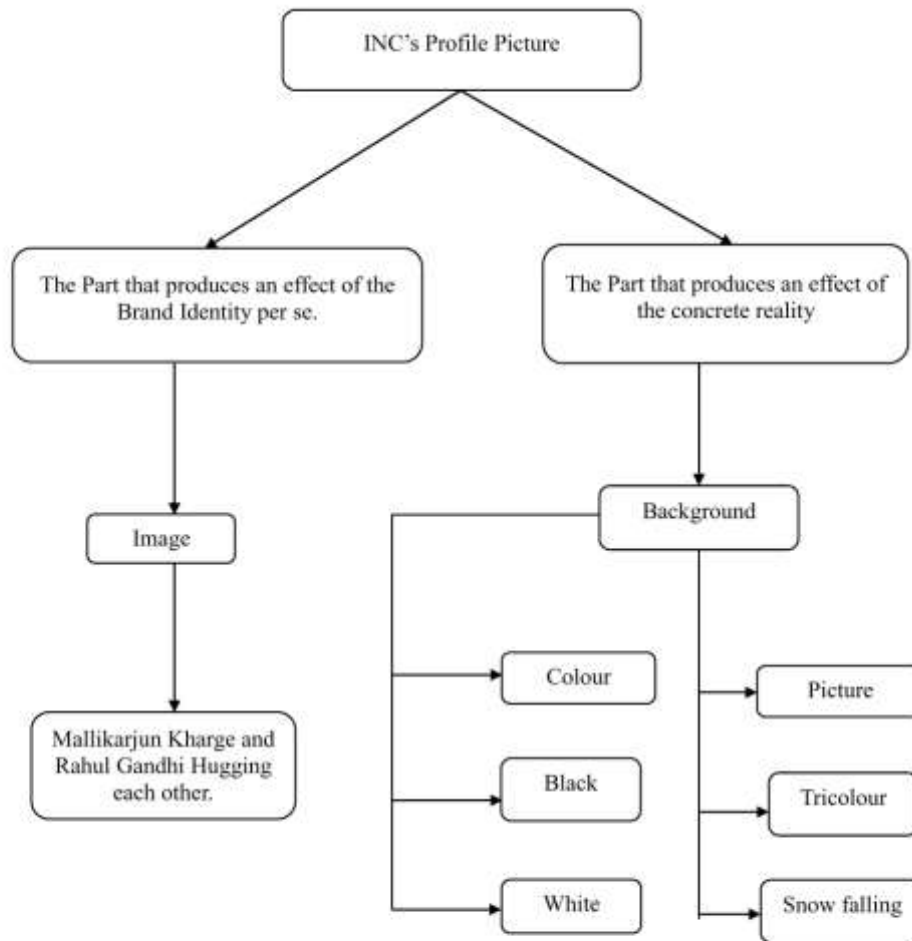 INC’s Profile Picture
The Part that produces an effect of the
Brand Identity per se.
The Part that produces an effect of
the concrete reality
Image
Background
Mallikarjun Kharge and
Rahul Gandhi Hugging
each other.
Colour
Picture
Black
Tricolour
White
Snow falling